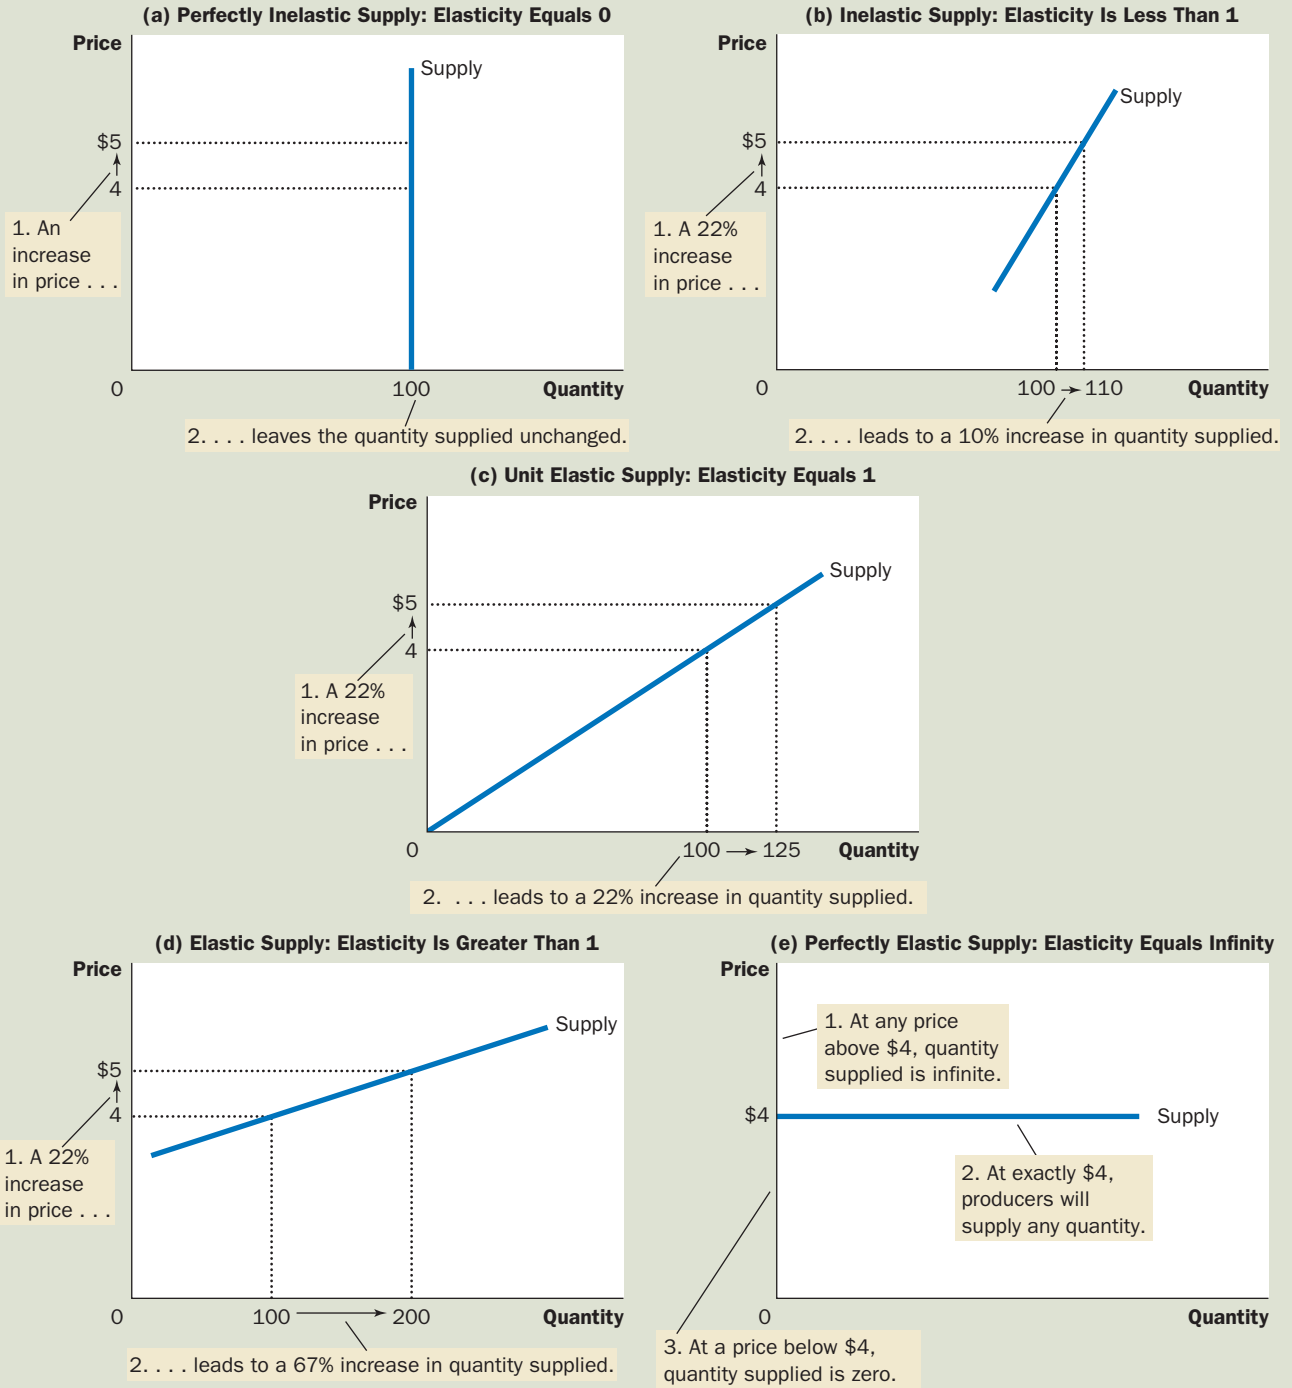 (a) Perfectly Inelastic Supply: Elasticity Equals 0
Price
Supply
$5
4
1. An
increase
in price . . .
0
100
Quantity
2. . . . leaves the quantity supplied unchanged.
(b) Inelastic Supply: Elasticity Is Less Than 1
Price
Supply
$5
4
1. A 22%
increase
in price . . .
0
100
110
Quantity
2. . . . leads to a 10% increase in quantity supplied.
(c) Unit Elastic Supply: Elasticity Equals 1
Price
Supply
$5
4
1. A 22%
increase
in price . . .
0
100
125
Quantity
2. . . . leads to a 22% increase in quantity supplied.
(d) Elastic Supply: Elasticity Is Greater Than 1
Price
Supply
$5
4
1. A 22%
increase
in price . . .
0
100
200
Quantity
2. . . . leads to a 67% increase in quantity supplied.
(e) Perfectly Elastic Supply: Elasticity Equals Infinity
Price
1. At any price
above $4, quantity
supplied is infinite.
$4
Supply
2. At exactly $4,
producers will
supply any quantity.
0
Quantity
3. At a price below $4,
quantity supplied is zero.